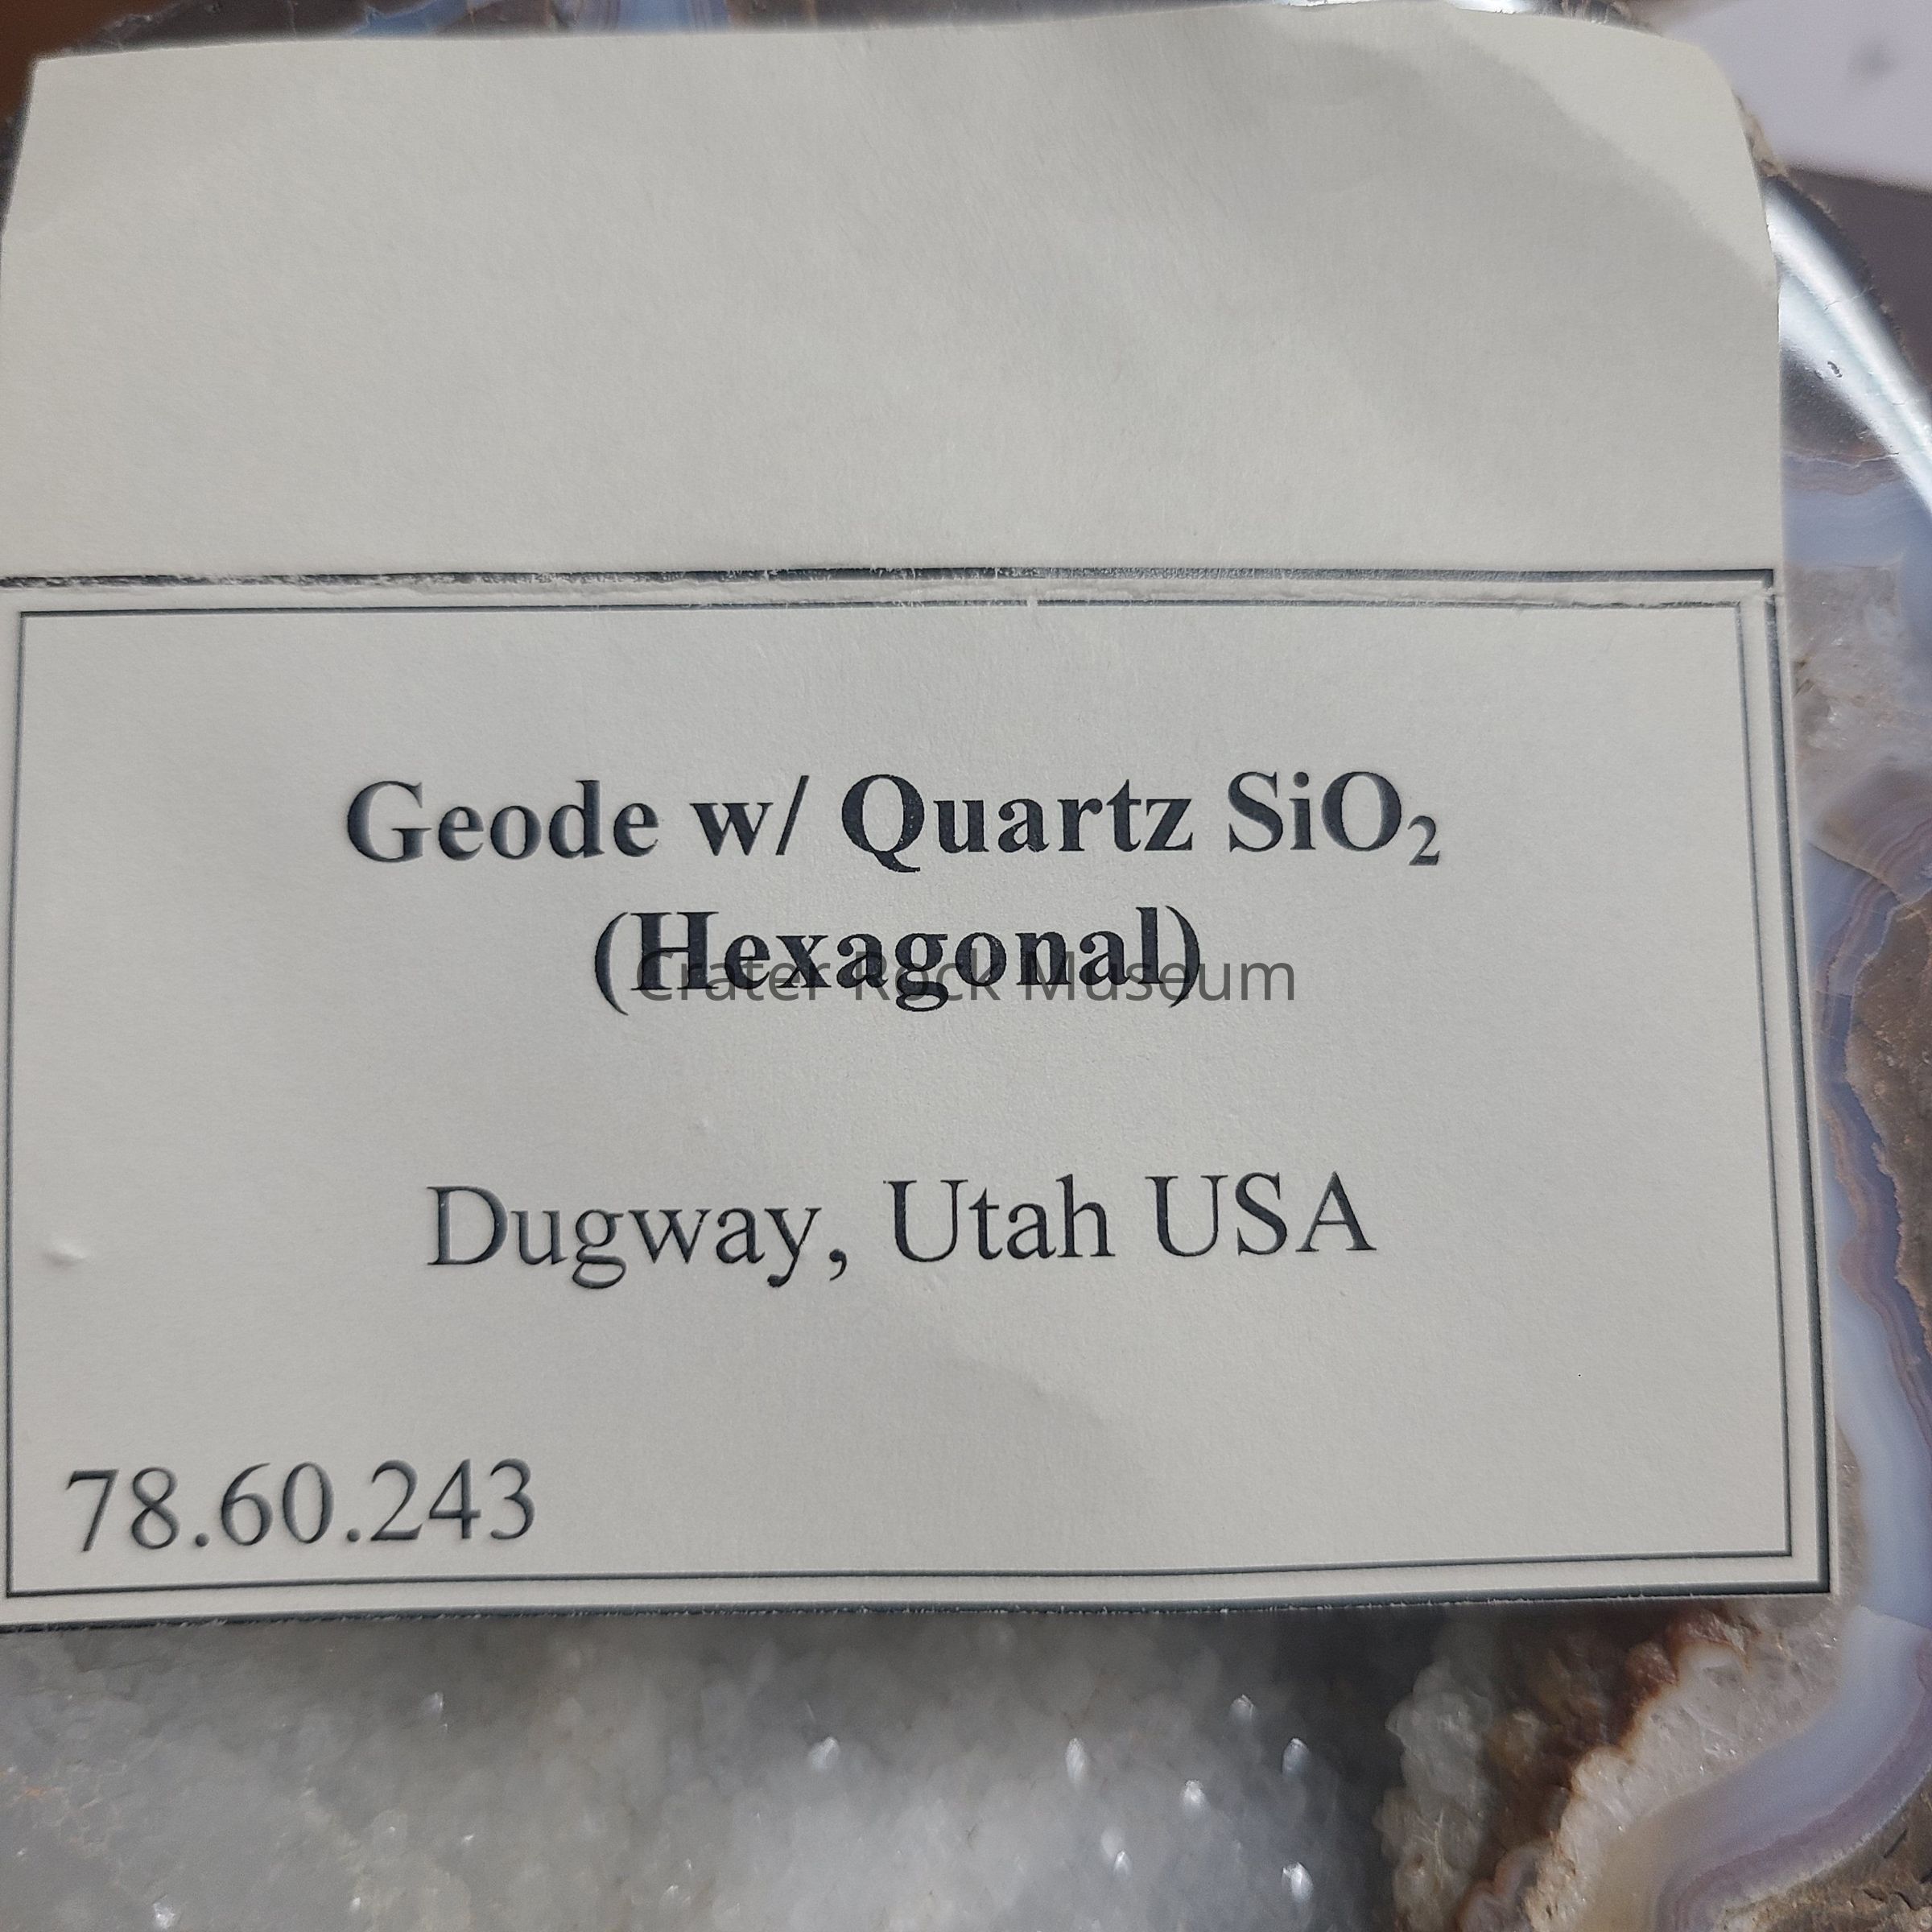 Geode w/ Quartz SiO₂
(Hexagonal)
Crater Rock Museum
Dugway, Utah USA
78.60.243